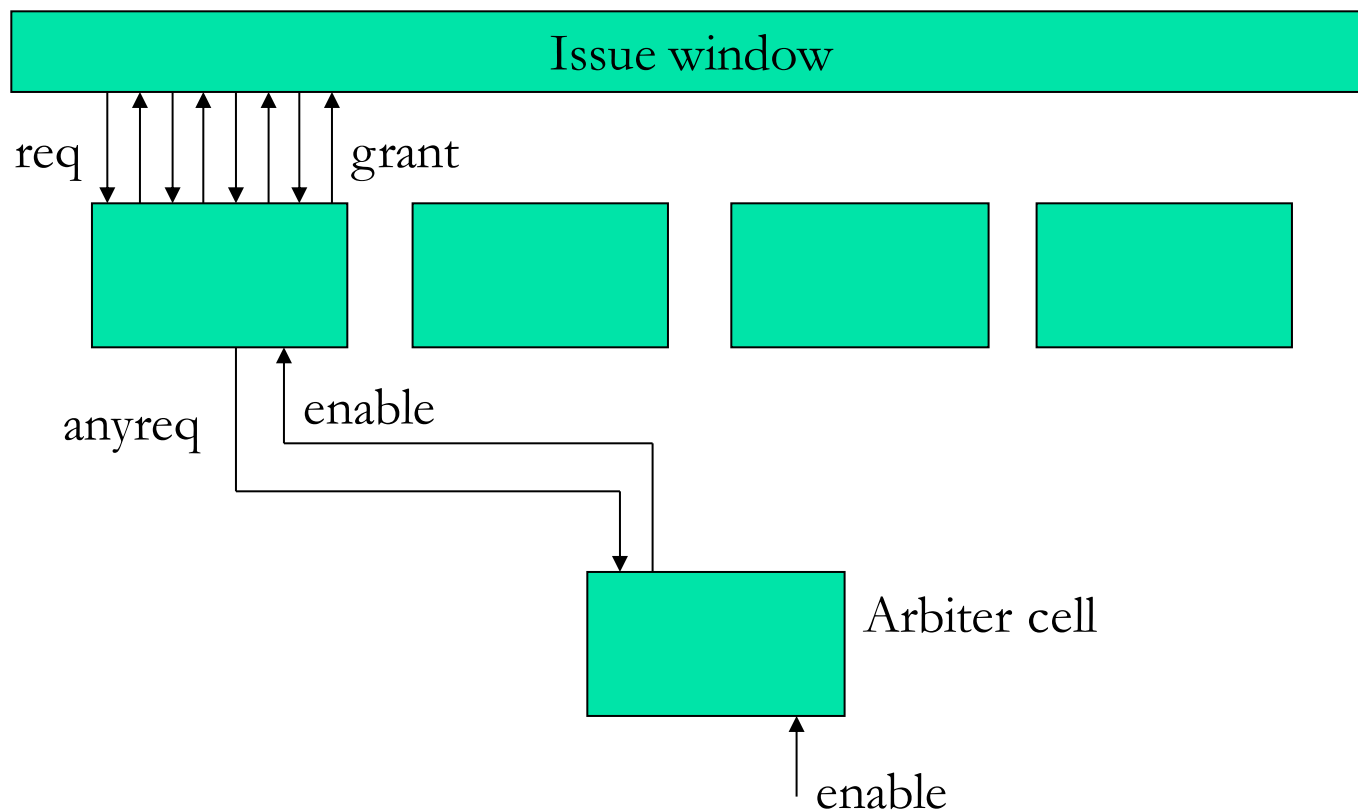 Issue window
req
grant
anyreq
enable
Arbiter cell
enable